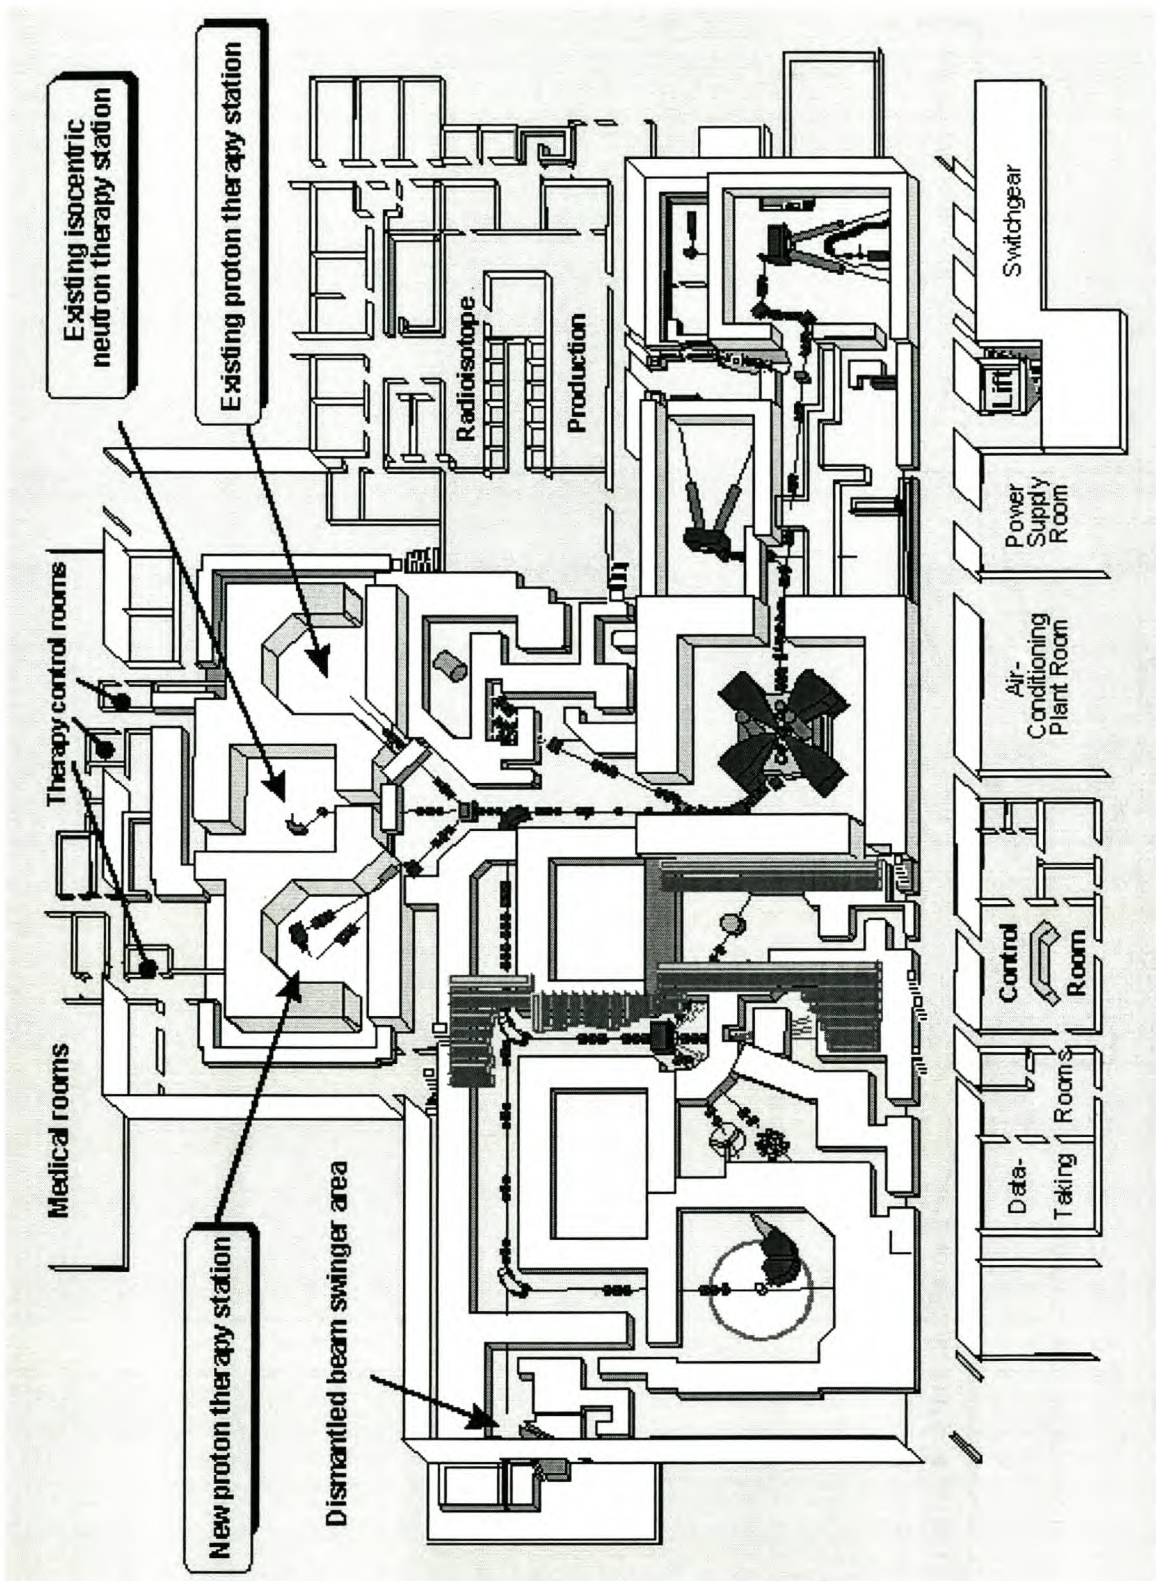 Existing isocentric
neutron therapy station
Existing proton therapy station
Therapy control rooms
Medical rooms
New proton therapy station
Dismantled beam swinger area
Radioisotope
Production
Switchgear
Lift
Power
Supply
Room
Air-
Conditioning
Plant Room
Control
Room
Data-
Taking
Rooms